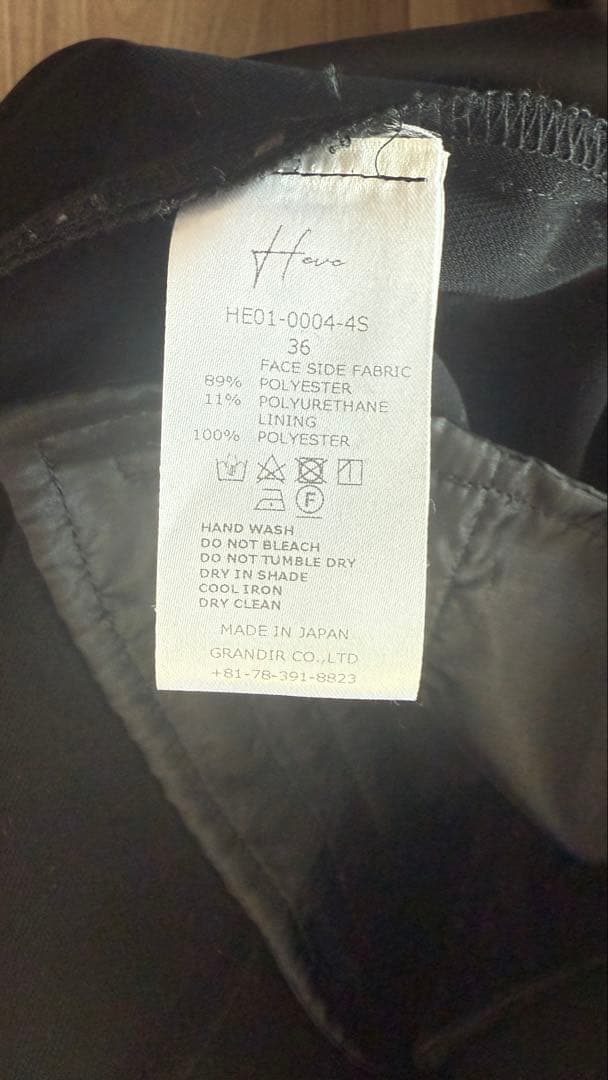 Heve
HE01-0004-4S
36
FACE SIDE FABRIC
89% POLYESTER
11% POLYURETHANE
LINING
100% POLYESTER
F
HAND WASH
DO NOT BLEACH
DO NOT TUMBLE DRY
DRY IN SHADE
COOL IRON
DRY CLEAN
MADE IN JAPAN
GRANDIR CO.,LTD
+81-78-391-8823